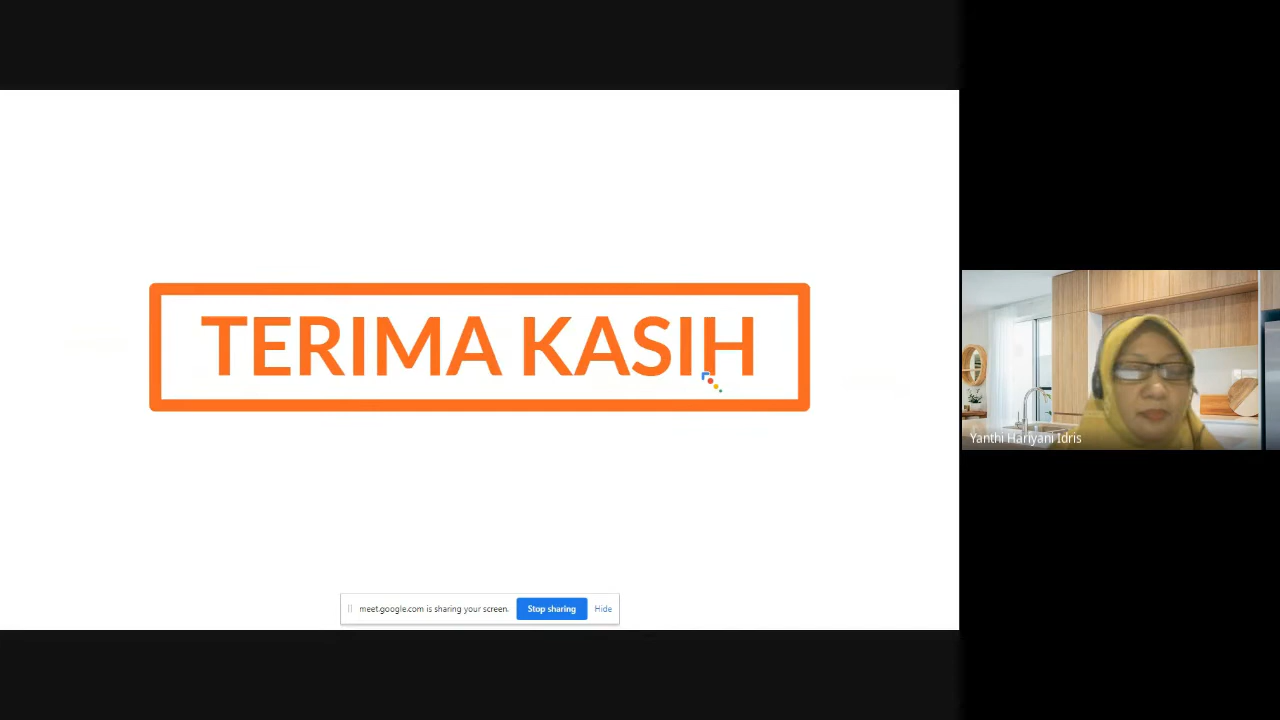 TERIMA KASIH
Yanthi Hariyani Idris
meet.google.com is sharing your screen.
Stop sharing
Hide